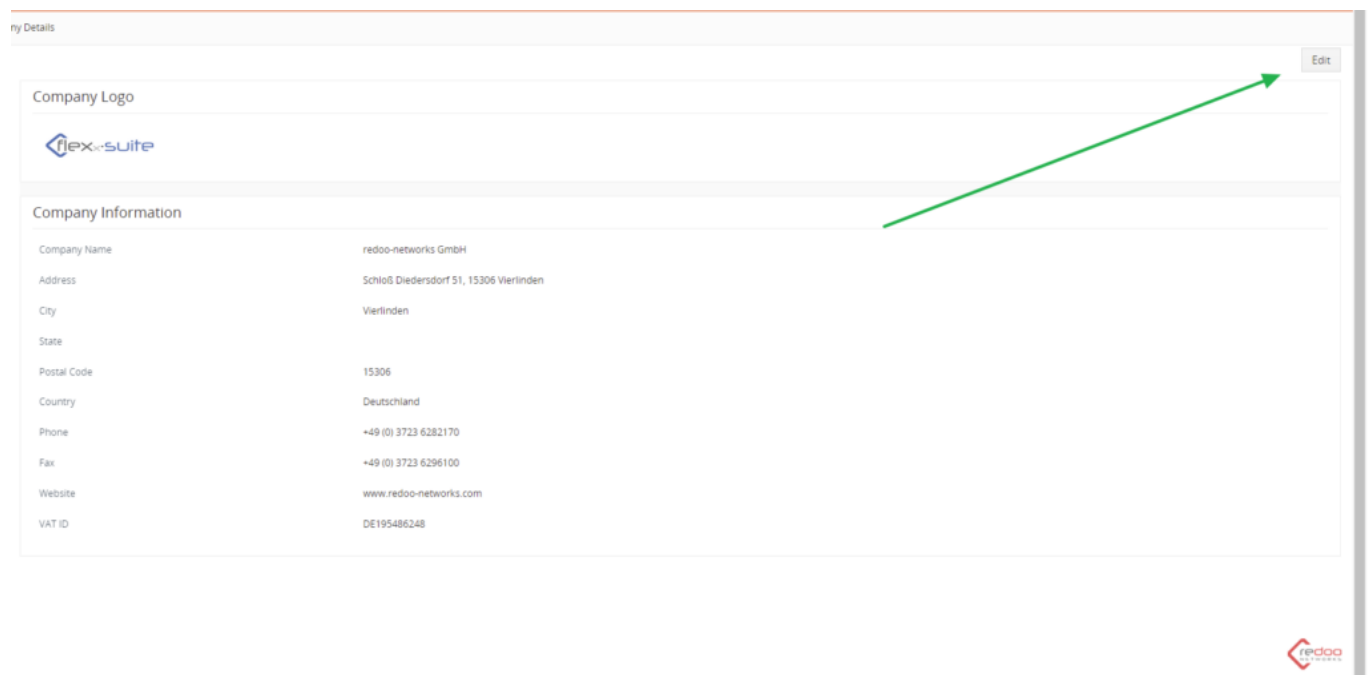 ny Details
Edit
Company Logo
flexx-suite
Company Information
Company Name redoo-networks GmbH
Address Schloß Diedersdorf 51, 15306 Vierlinden
City Vierlinden
State
Postal Code 15306
Country Deutschland
Phone +49 (0) 3723 6282170
Fax +49 (0) 3723 6296100
Website www.redoo-networks.com
VAT ID DE195486248
redoo
NETWORKS